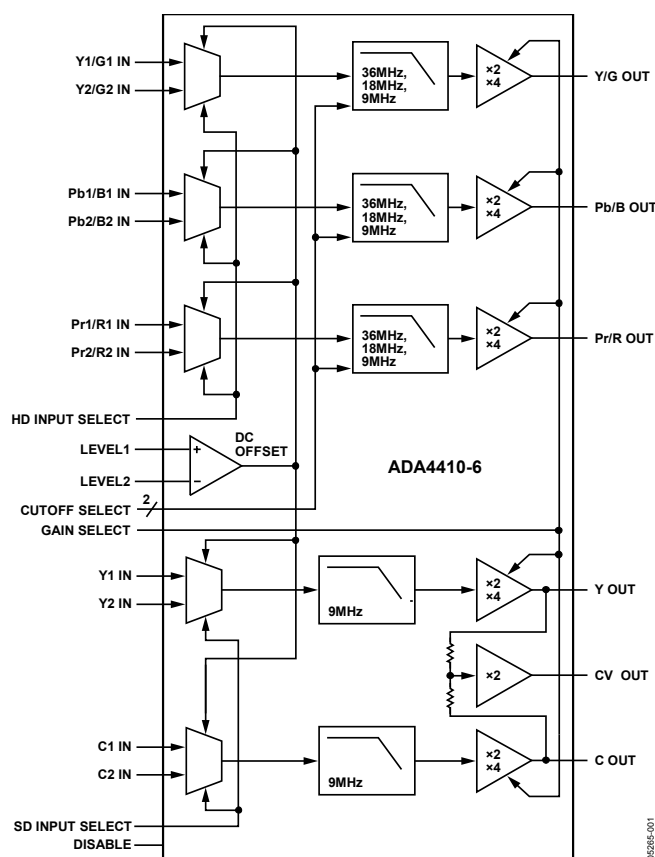 Y1/G1 IN
Y2/G2 IN
36MHz,
18MHz,
9MHz
×2
×4
Y/G OUT
Pb1/B1 IN
Pb2/B2 IN
36MHz,
18MHz,
9MHz
×2
×4
Pb/B OUT
Pr1/R1 IN
Pr2/R2 IN
36MHz,
18MHz,
9MHz
×2
×4
Pr/R OUT
HD INPUT SELECT
LEVEL1
LEVEL2
+
−
DC
OFFSET
ADA4410-6
CUTOFF SELECT
2
GAIN SELECT
Y1 IN
Y2 IN
9MHz
×2
×4
Y OUT
×2
CV OUT
C1 IN
C2 IN
9MHz
×2
×4
C OUT
SD INPUT SELECT
DISABLE
05265-001